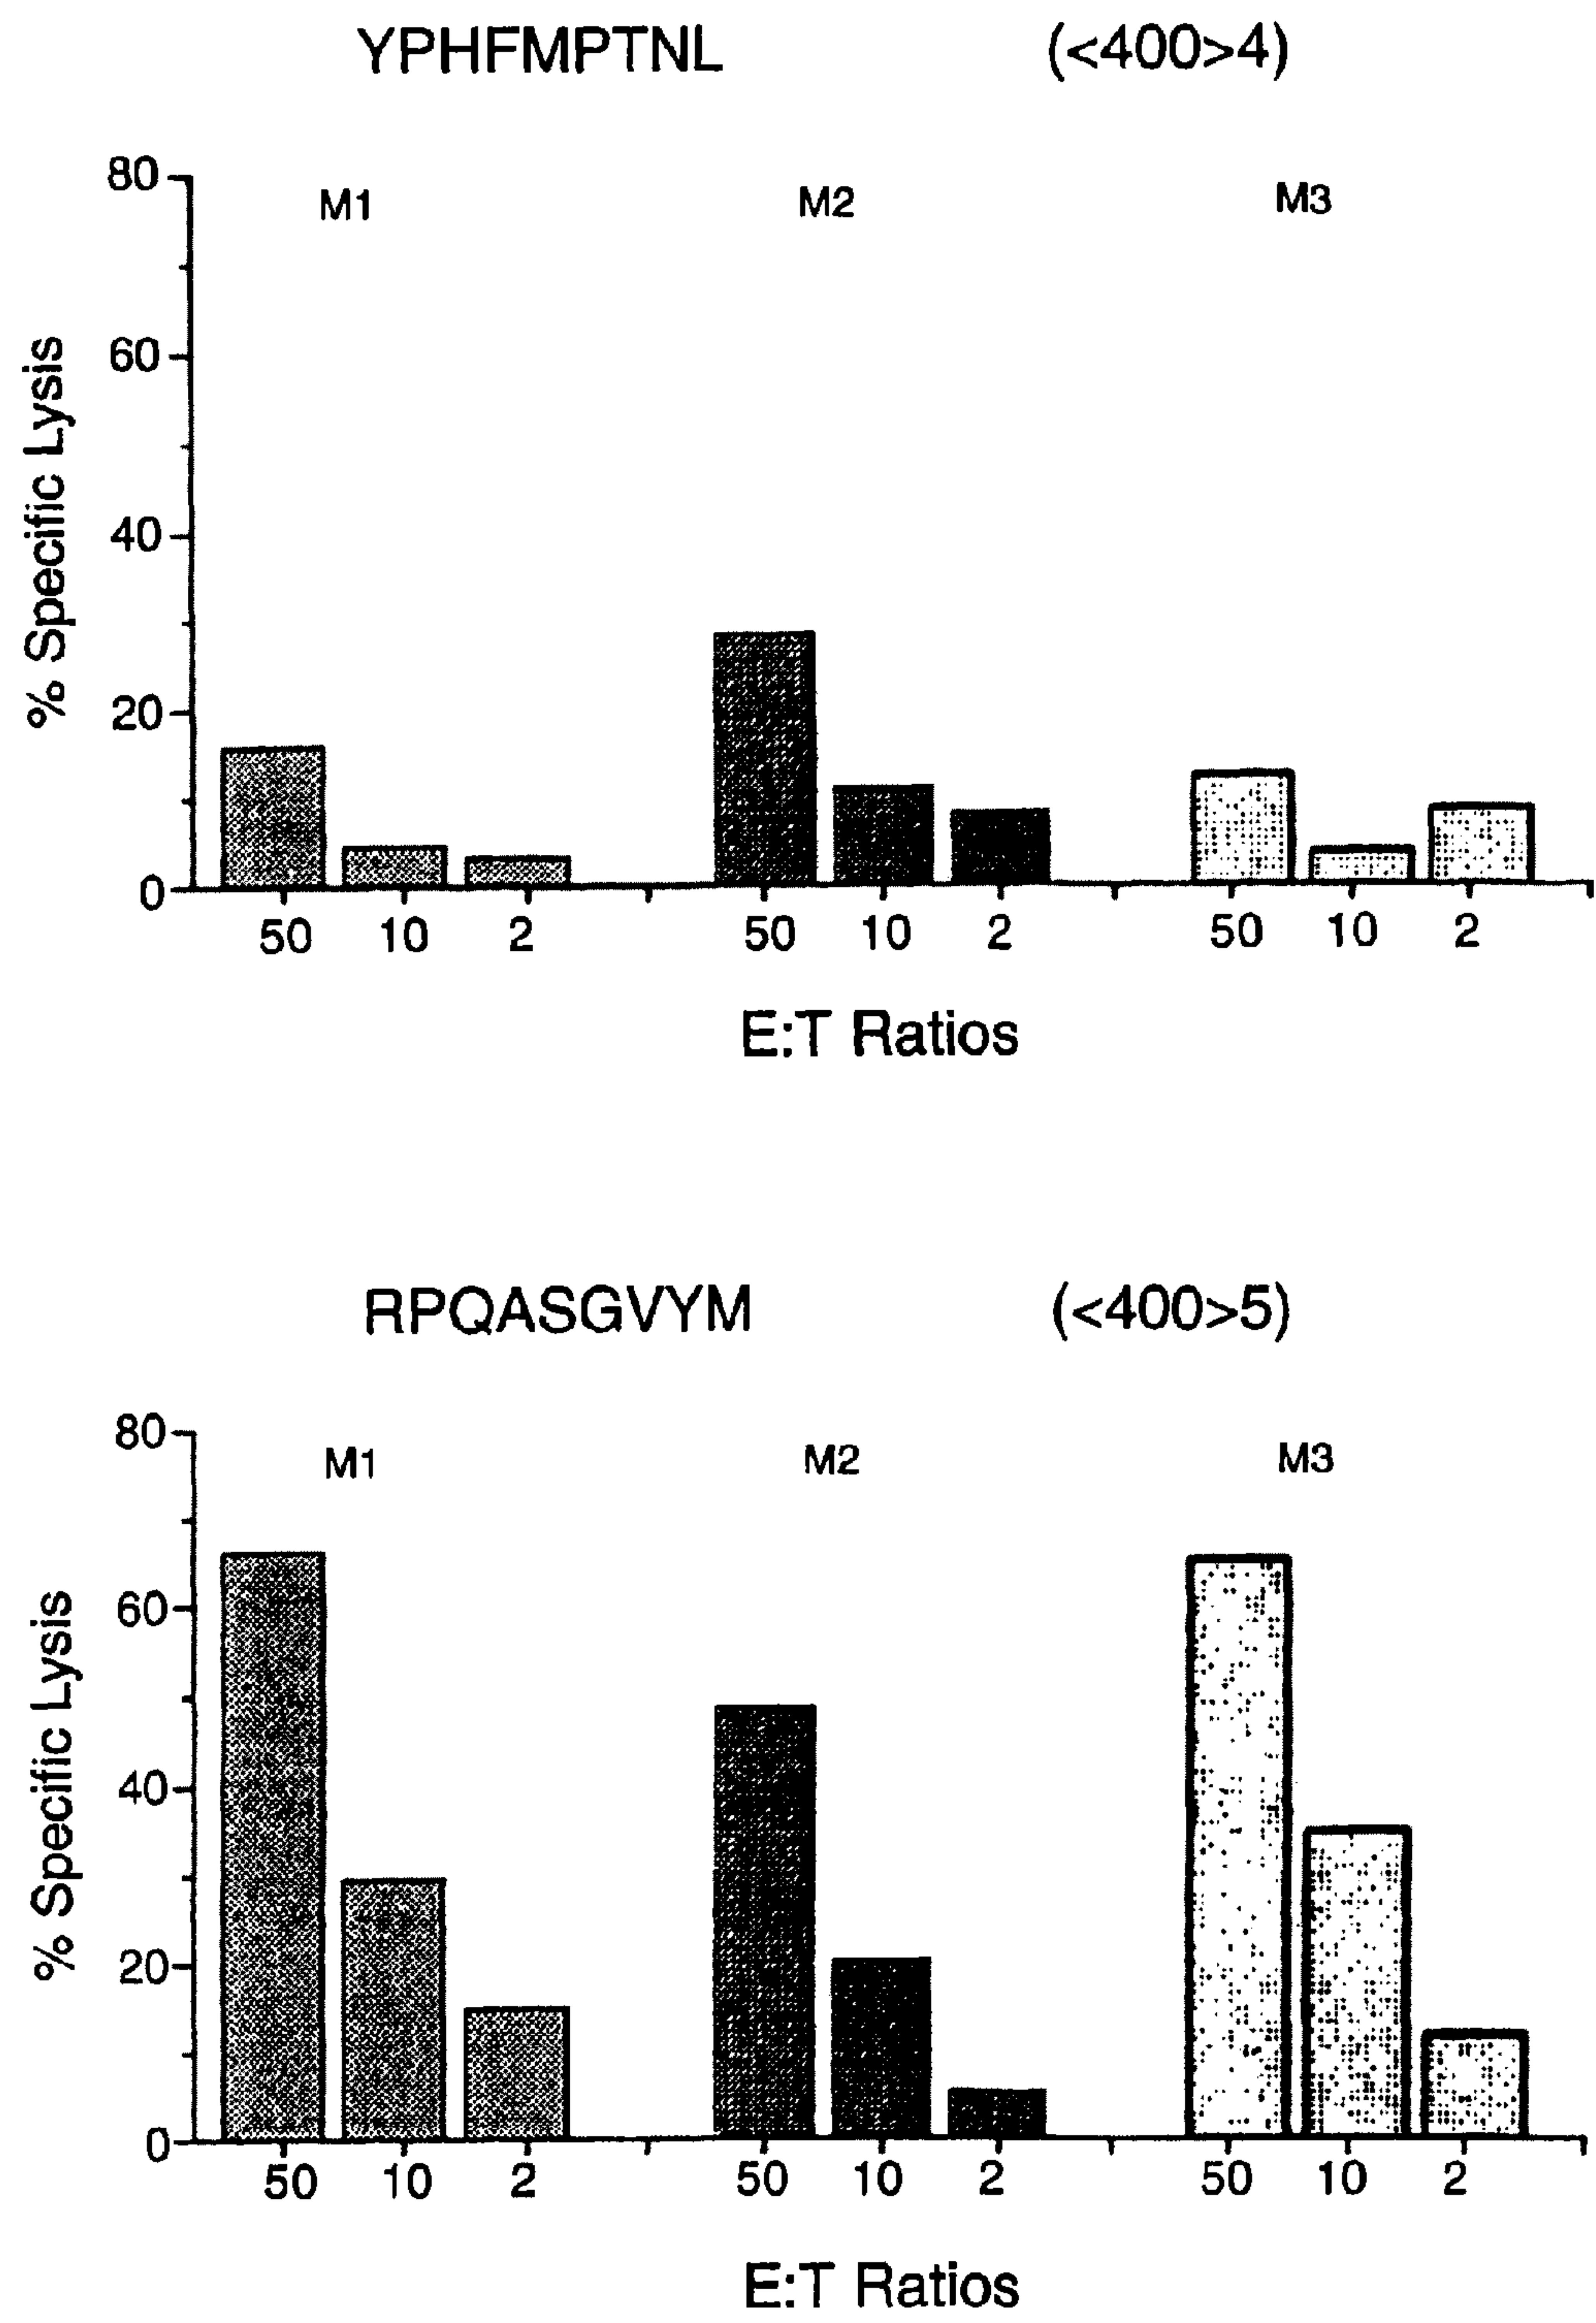 YPHFMPTNL (<400>4)
80
M1 M2 M3
60
40
20
0
% Specific Lysis
50 10 2 50 10 2 50 10 2
E:T Ratios
RPQASGVYM (<400>5)
80
M1 M2 M3
60
40
20
0
% Specific Lysis
50 10 2 50 10 2 50 10 2
E:T Ratios